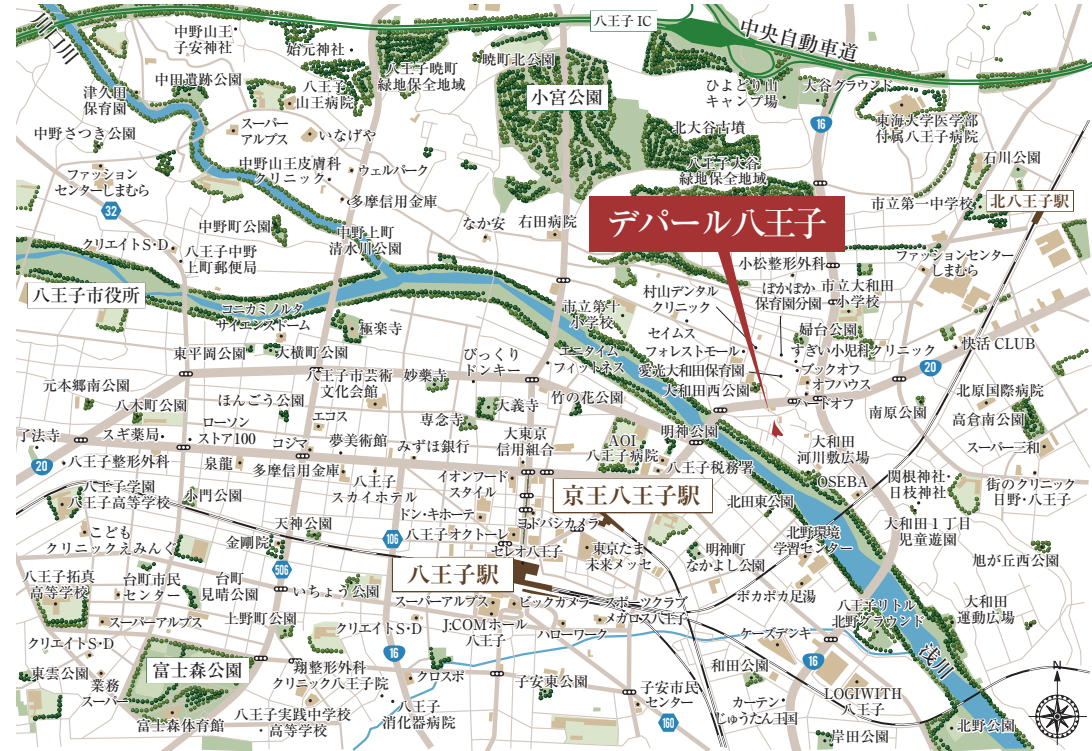 川口川
中野山王
子安神社
始元神社
八王子IC
中央自動車道
中田遺跡公園
八王子
山王病院
八王子暁町
緑地保全地域
暁町北公園
小宮公園
ひよどり山
キャンプ場
大谷グラウンド
津久田
保育園
スーパー
アルプス
いなげや
16
東海大学医学部
付属八王子病院
中野さつき公園
北大谷古墳
中野山王皮膚科
クリニック
ウェルパーク
八王子大谷
緑地保全地域
石川公園
ファッション
センターしまむら
32
多摩信用金庫
市立第一中学校
北八王子駅
中野町公園
なか安
右田病院
デパール八王子
クリエイトS・D
八王子中野
上町郵便局
中野上町
清水川公園
小松整形外科
ファッションセンター
しまむら
八王子市役所
コニカミノルタ
サイエンスドーム
極楽寺
市立第十
小学校
村山デンタル
クリニック
ぽかぽか
保育園分園
市立大和田
小学校
セイムス
婦台公園
東平岡公園
大横町公園
びっくり
ドンキー
エニタイム
フィットネス
フォレストモール
愛光大和田保育園
すぎい小児科クリニック
快活CLUB
20
ブックオフ
オフハウス
元本郷南公園
八王子市芸術
文化会館
妙薬寺
大和田西公園
ハードオフ
北原国際病院
八木町公園
ほんごう公園
エコス
専念寺
大義寺
竹の花公園
南原公園
高倉南公園
了法寺
スギ薬局
ローソン
ストア100
コジマ
夢美術館
みずほ銀行
大東京
信用組合
AOI
八王子病院
明神公園
大和田
河川敷広場
スーパー三和
20
八王子整形外科
泉龍
多摩信用金庫
八王子税務署
八王子学園
八王子高等学校
小門公園
八王子
スカイホテル
イオンフード
スタイル
京王八王子駅
北田東公園
OSEBA
関根神社・
日枝神社
街のクリニック
日野・八王子
ドン・キホーテ
天神公園
106
八王子オクトーレ
ヨドバシカメラ
こども
クリニックえみんぐ
金剛院
セレオ八王子
東京たま
未来メッセ
明神町
なかよし公園
北野環境
学習センター
大和田1丁目
児童遊園
旭が丘西公園
八王子拓真
高等学校
台町市民
センター
台町
見晴公園
506
いちょう公園
八王子駅
ポカポカ足湯
スーパーアルプス
上野町公園
スーパーアルプス
ビックカメラ
スポーツクラブ
メガロス八王子
八王子リトル
北野グラウンド
大和田
運動広場
クリエイトS・D
クリエイトS・D
J:COMホール
八王子
ハローワーク
ケーズデンキ
浅川
東雲公園
業務
スーパー
富士森公園
翔整形外科
クリニック八王子院
16
クロスポ
子安東公園
和田公園
16
N
富士森体育館
八王子実践中学校
・高等学校
八王子
消化器病院
子安市民
センター
160
カーテン・
じゅうたん王国
LOGIWITH
八王子
岸田公園
北野公園